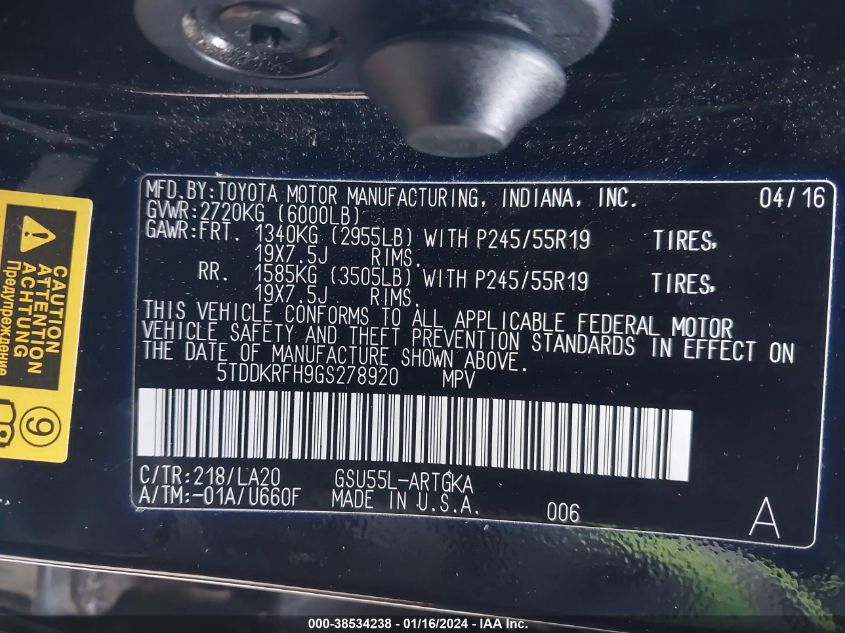 MFD.BY:TOYOTA MOTOR MANUFACTURING, INDIANA, INC. 04/16
GVWR:2720KG (6000LB)
GAWR:FRT. 1340KG (2955LB) WITH P245/55R19 TIRES,
19X7.5J RIMS.
RR. 1585KG (3505LB) WITH P245/55R19 TIRES,
19X7.5J RIMS.
THIS VEHICLE CONFORMS TO ALL APPLICABLE FEDERAL MOTOR
VEHICLE SAFETY AND THEFT PREVENTION STANDARDS IN EFFECT ON
THE DATE OF MANUFACTURE SHOWN ABOVE.
5TDDKRFH9GS278920 MPV
C/TR:218/LA20 GSU55L-ARTGKA
A/TM:-01A/U660F MADE IN U.S.A. 006
A
CAUTION
ATTENTION
CAUTION
Предупреждение
9
000-38534238 - 01/16/2024 - IAA Inc.